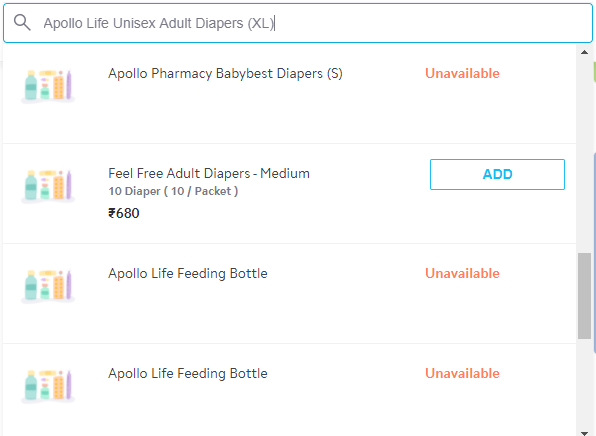 Apollo Life Unisex Adult Diapers (XL)
Apollo Pharmacy Babybest Diapers (S)
Unavailable
Feel Free Adult Diapers - Medium
10 Diaper ( 10 / Packet )
₹680
ADD
Apollo Life Feeding Bottle
Unavailable
Apollo Life Feeding Bottle
Unavailable